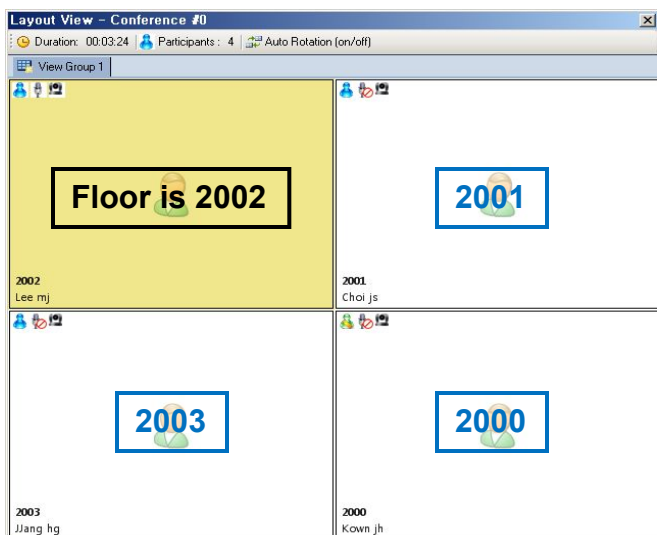 Layout View - Conference #0
Duration: 00:03:24 Participants : 4 Auto Rotation (on/off)
View Group 1
Floor is 2002
2001
2002
Lee mj
2001
Choi js
2003
2000
2003
JJang hg
2000
Kown jh